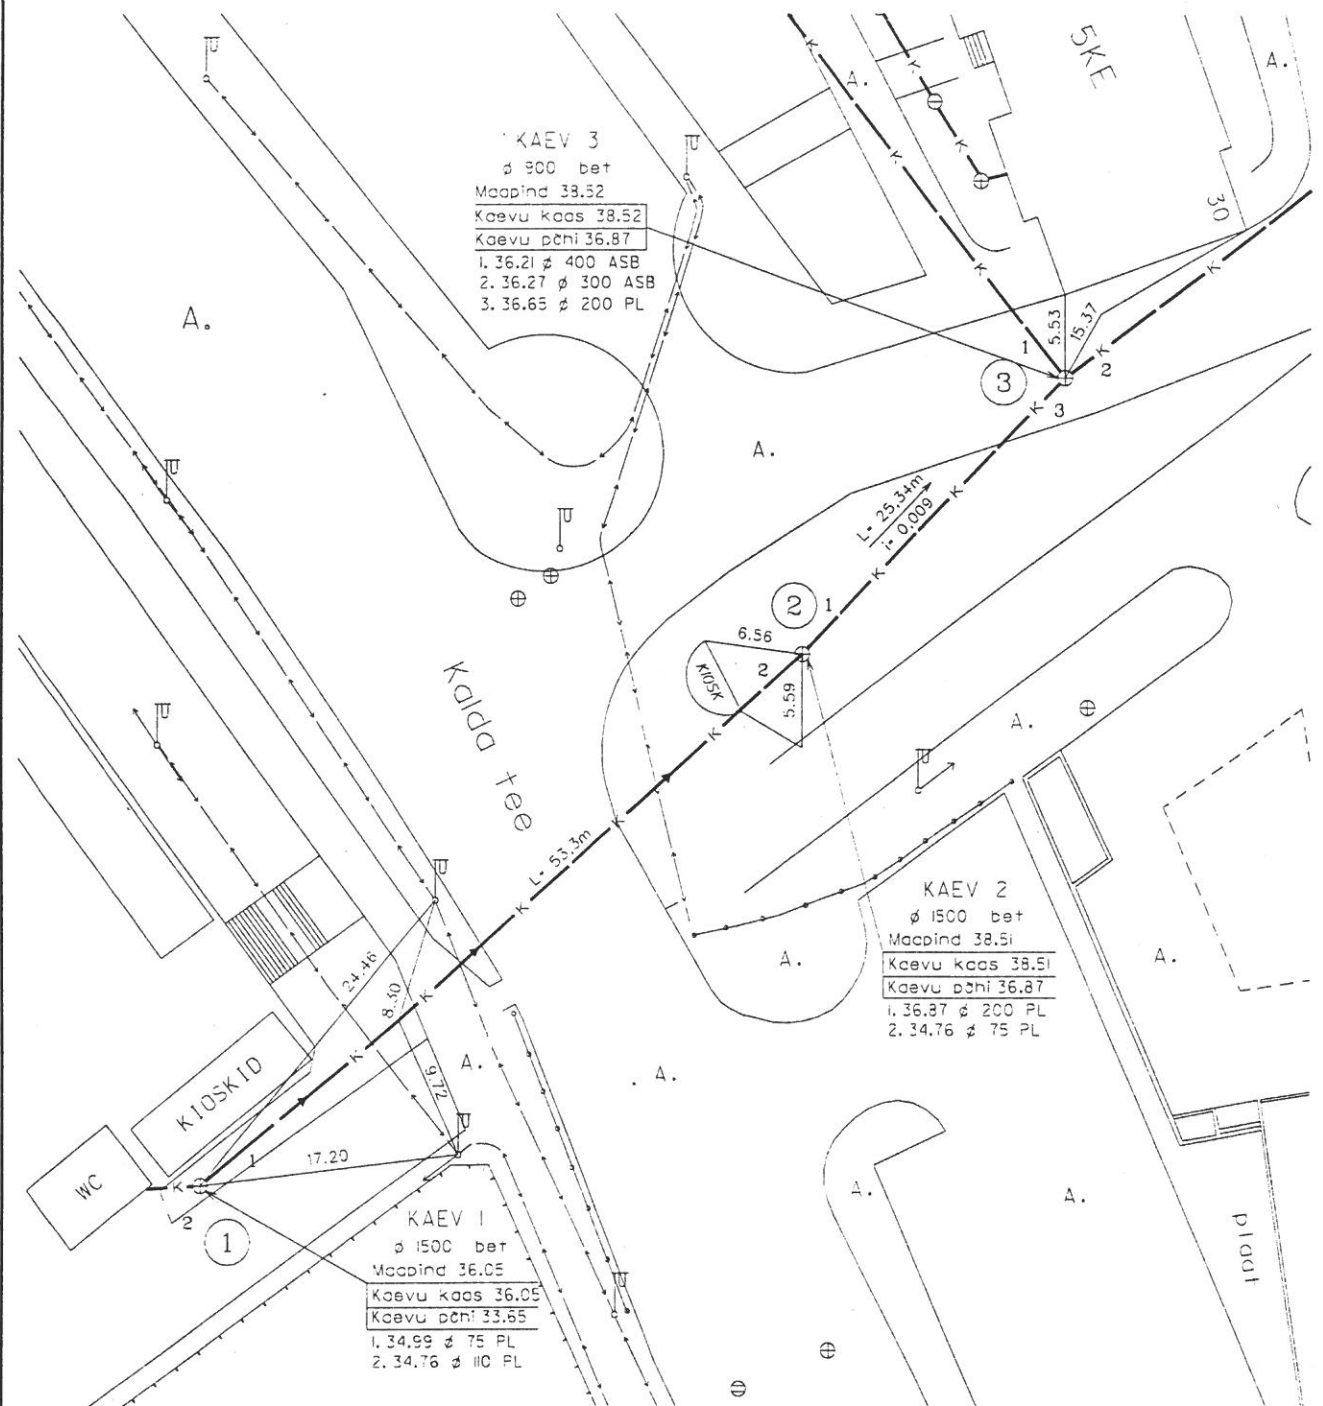 KAEV 3
ø 900 bet
Maapind 38.52
Kaevu kaas 38.52
Kaevu põhi 36.87
1. 36.21 ø 400 ASB
2. 36.27 ø 300 ASB
3. 36.65 ø 200 PL
5KE
A.
A.
30
A.
K
K
K
K
K
K
K
5.53
15.37
1
2
3
3
K
K
A.
K
L= 25.34m
i= 0.009
K
2
1
6.56
2
KIOSK
5.59
K
Kalda tee
A.
K
L= 53.3m
K
KAEV 2
ø 1500 bet
Maapind 38.51
Kaevu kaas 38.51
Kaevu põhi 36.87
1. 36.87 ø 200 PL
2. 34.76 ø 75 PL
A.
A.
24.46
8.30
K
K
9.72
A.
A.
KIOSKID
WC
K
1
17.20
2
1
A.
A.
plaat
KAEV 1
ø 1500 bet
Maapind 36.05
Kaevu kaas 36.05
Kaevu põhi 33.65
1. 34.99 ø 75 PL
2. 34.76 ø 110 PL